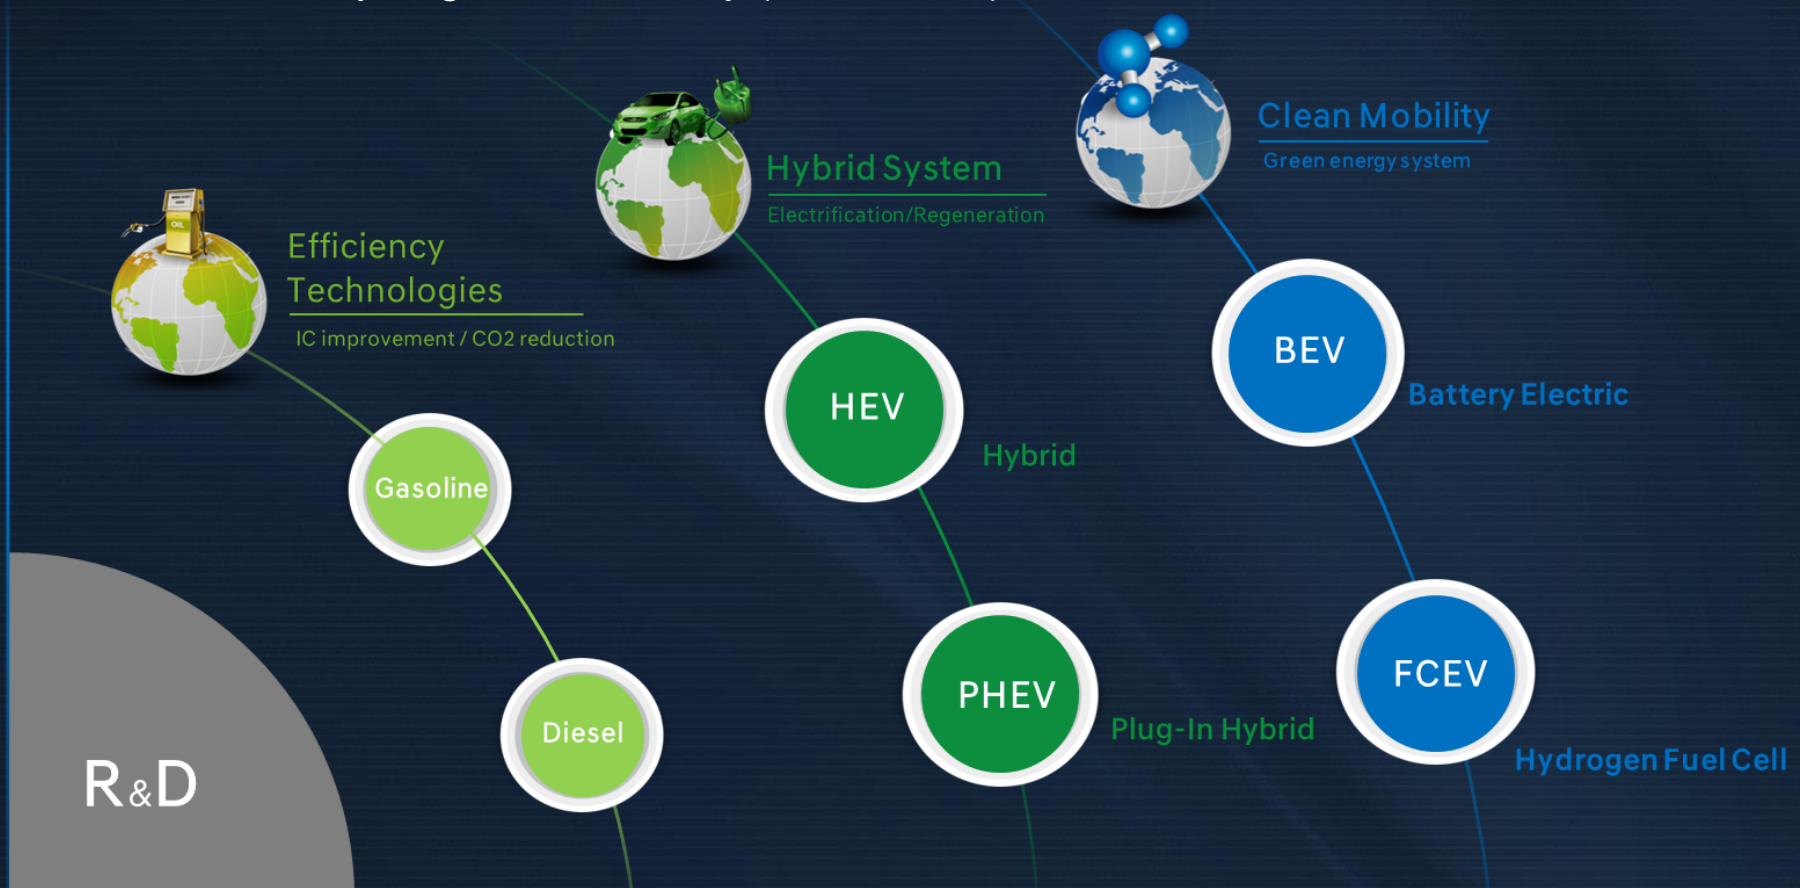 Efficiency
Technologies
IC improvement / CO2 reduction
Hybrid System
Electrification/Regeneration
Clean Mobility
Green energy system
OIL
Gasoline
Diesel
HEV
Hybrid
PHEV
Plug-In Hybrid
BEV
Battery Electric
FCEV
Hydrogen Fuel Cell
R&D